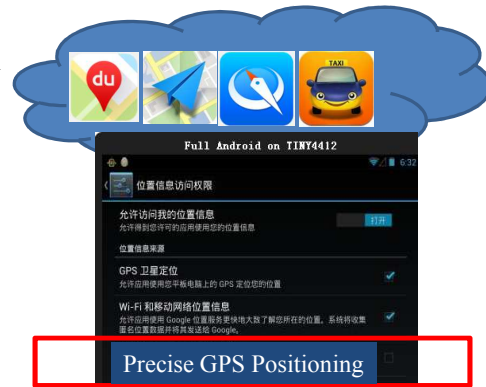 du
TAXI
Full Android on TINY4412
6:32
位置信息访问权限
允许访问我的位置信息
允许得到您许可的应用使用您的位置信息
打开
位置信息来源
GPS 卫星定位
允许应用使用您平板电脑上的 GPS 定位您的位置
Wi-Fi 和移动网络位置信息
允许应用使用 Google 位置服务更快地大致了解您所在的位置。系统将收集
匿名位置数据并将其发送给 Google。
Precise GPS Positioning